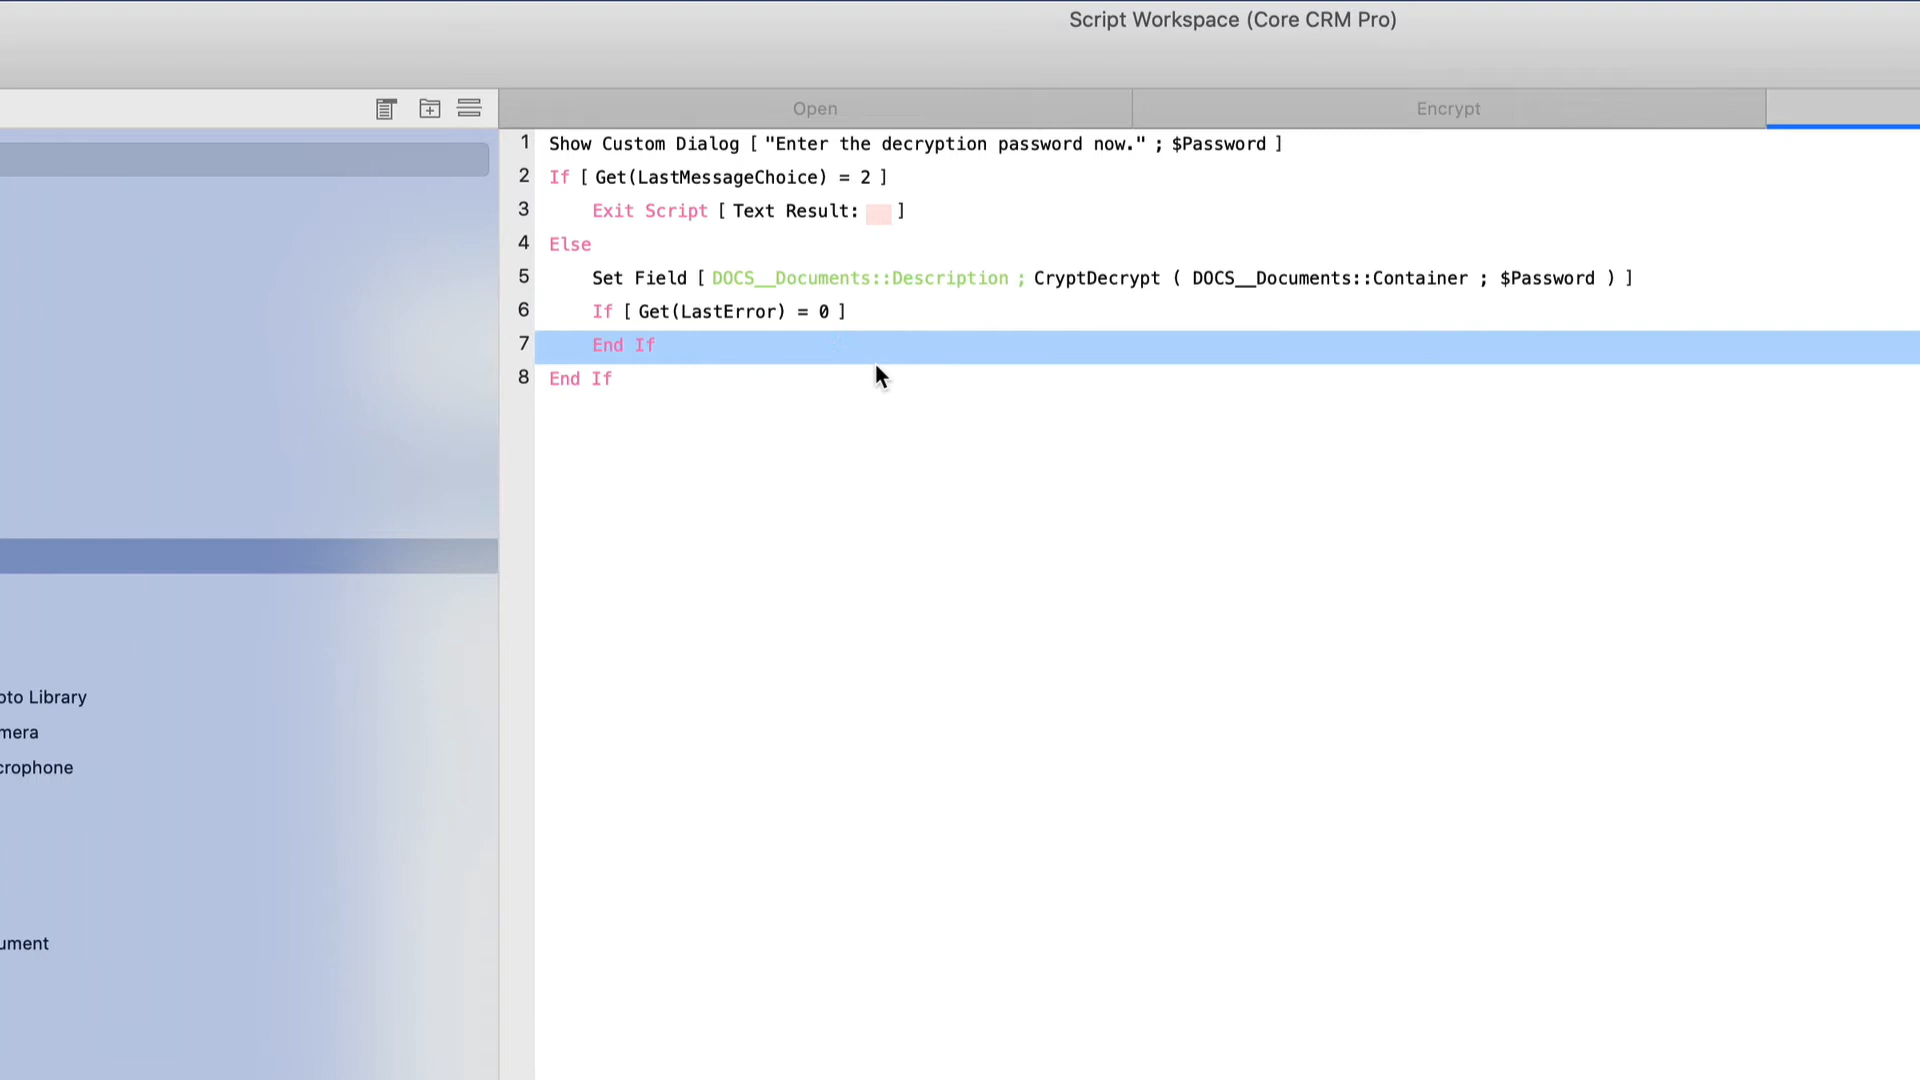 Script Workspace (Core CRM Pro)
Open
Encrypt
1 Show Custom Dialog [ "Enter the decryption password now." ; $Password ]
2 If [ Get(LastMessageChoice) = 2 ]
3 Exit Script [ Text Result: ]
4 Else
5 Set Field [ DOCS__Documents::Description ; CryptDecrypt ( DOCS__Documents::Container ; $Password ) ]
6 If [ Get(LastError) = 0 ]
7 End If
8 End If
oto Library
mera
crophone
ument